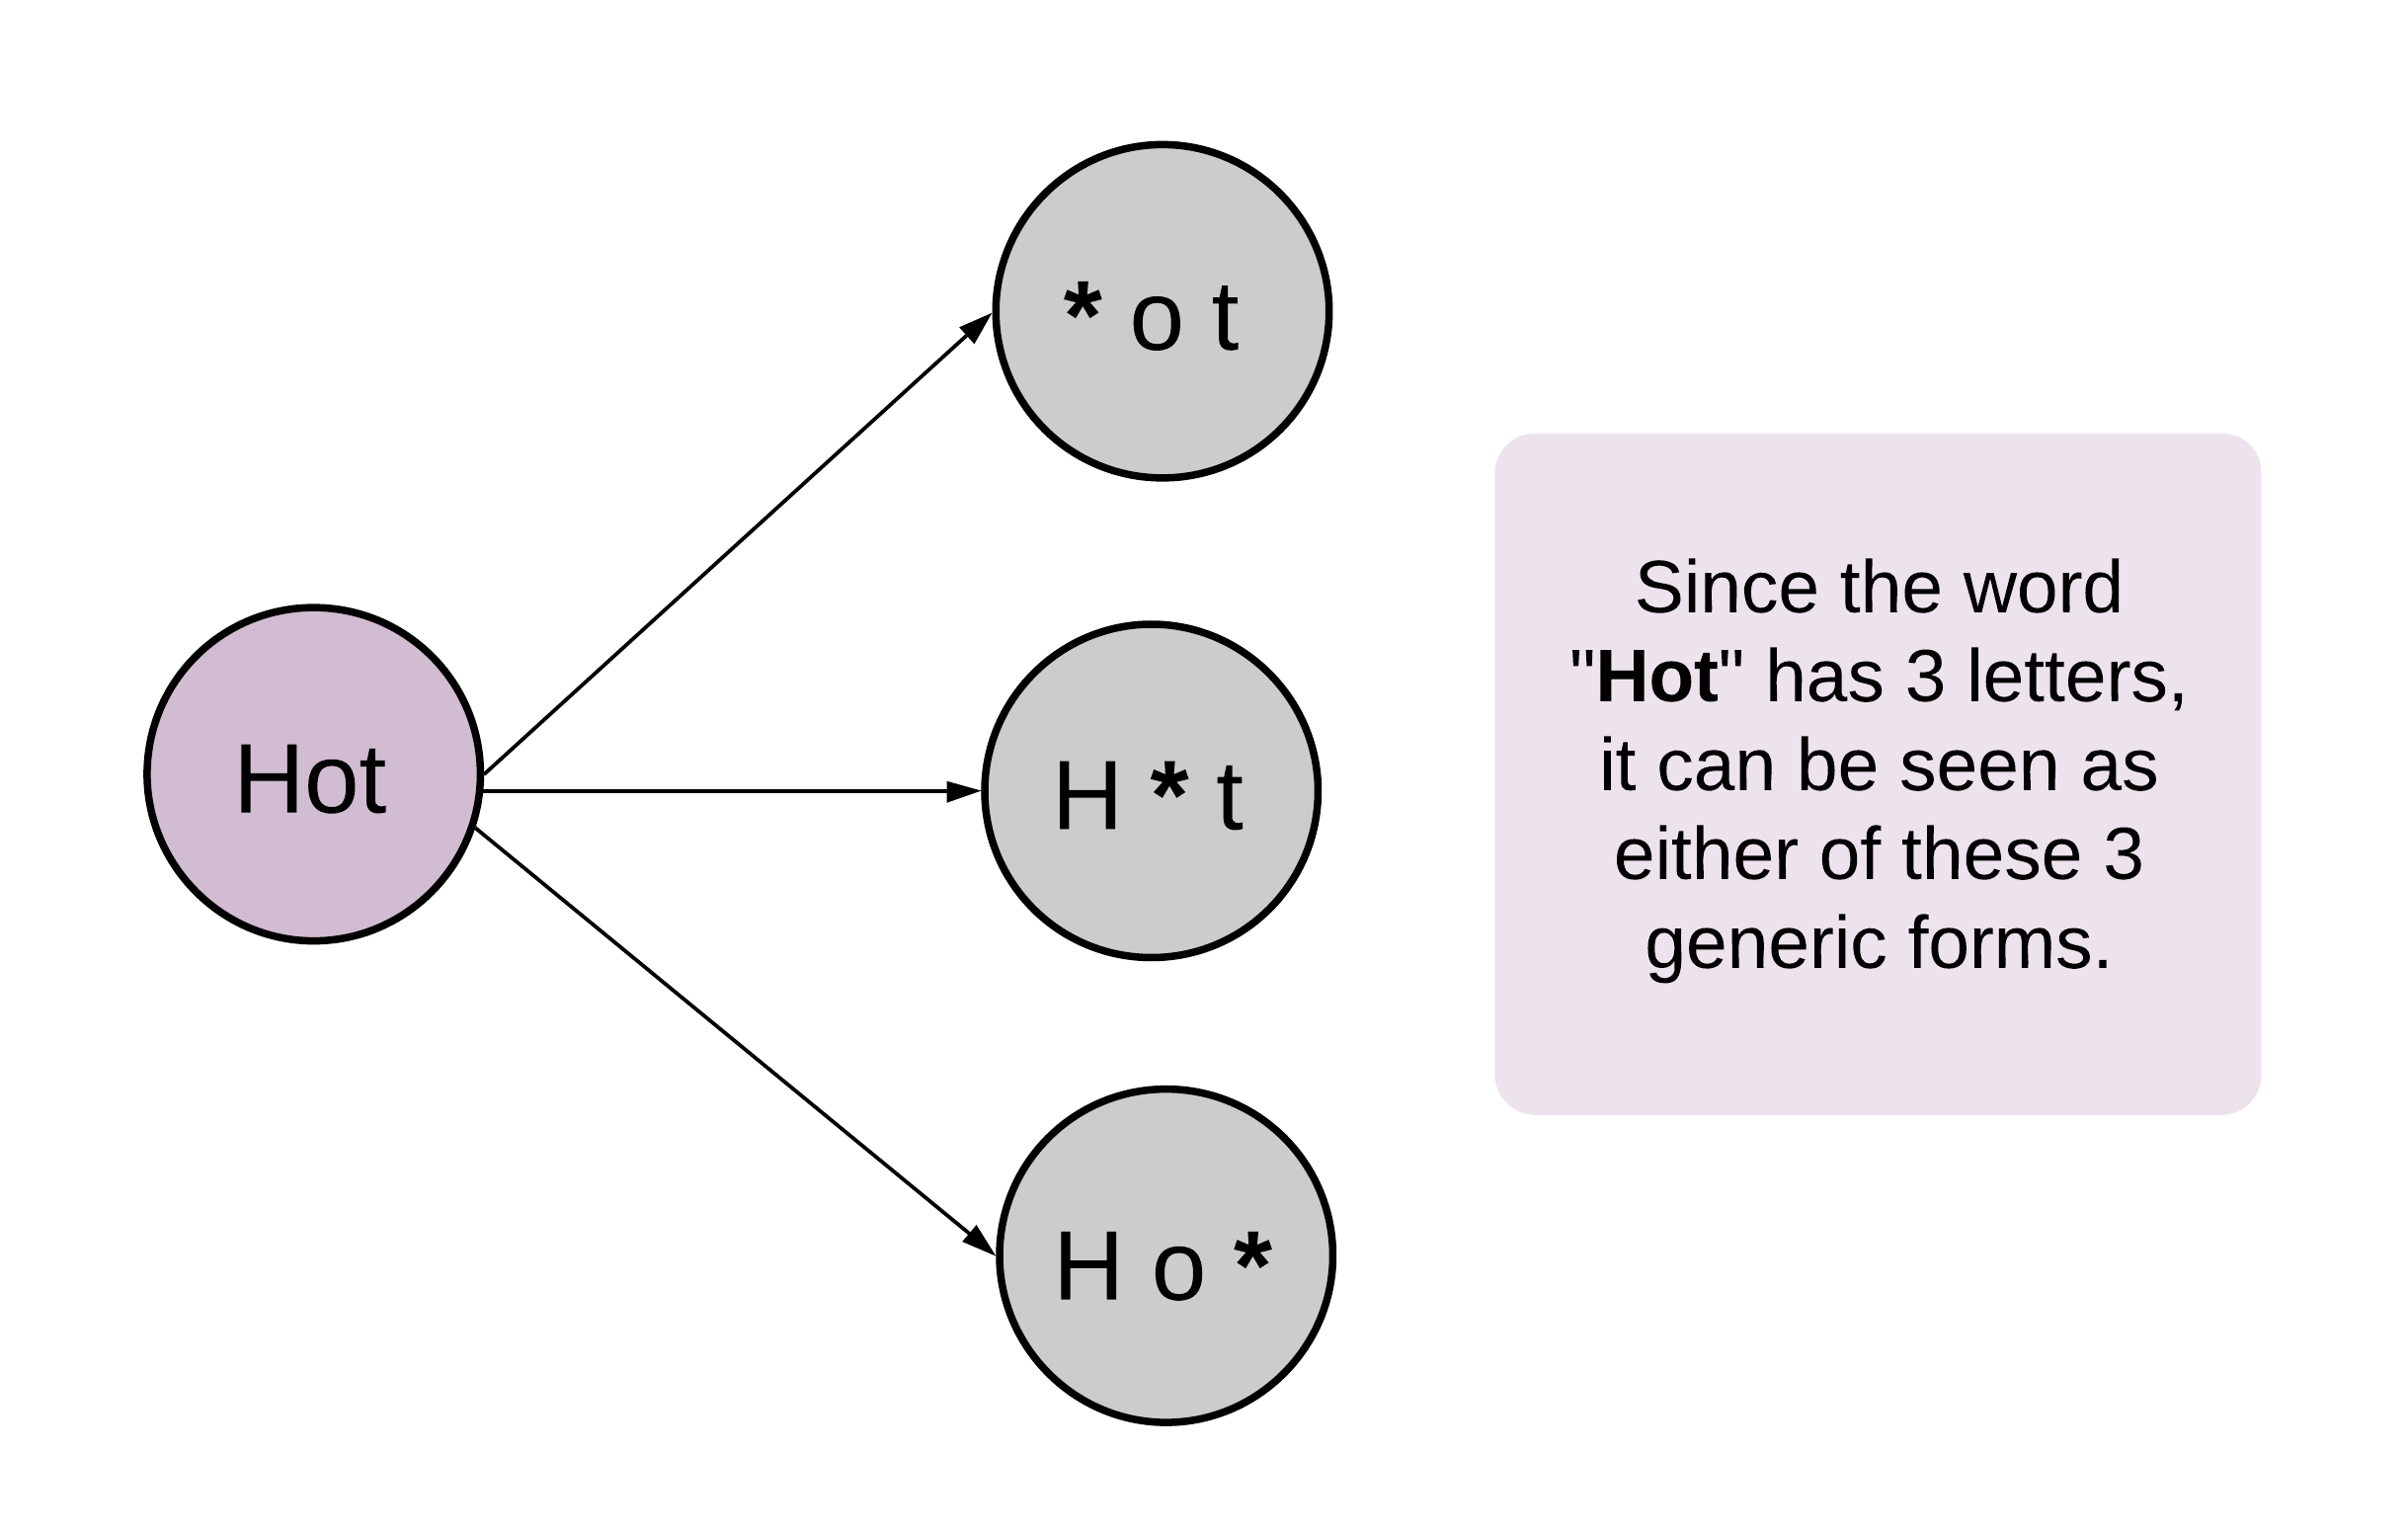 * o t
Hot
H * t
H o *
Since the word
"Hot" has 3 letters,
it can be seen as
either of these 3
generic forms.